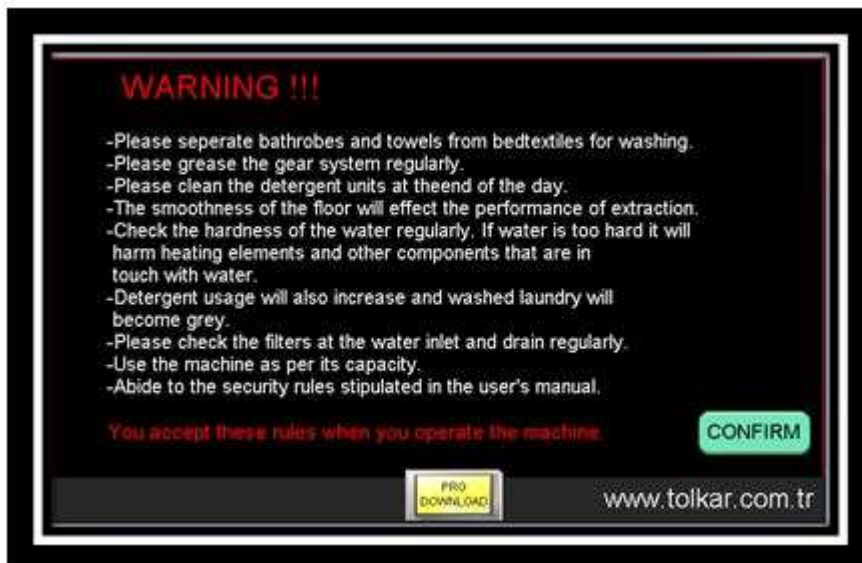 WARNING !!!
-Please seperate bathrobes and towels from bedtextiles for washing.
-Please grease the gear system regularly.
-Please clean the detergent units at theend of the day.
-The smoothness of the floor will effect the performance of extraction.
-Check the hardness of the water regularly. If water is too hard it will
harm heating elements and other components that are in
touch with water.
-Detergent usage will also increase and washed laundry will
become grey.
-Please check the filters at the water inlet and drain regularly.
-Use the machine as per its capacity.
-Abide to the security rules stipulated in the user's manual.
You accept these rules when you operate the machine.
CONFIRM
PRG
DOWNLOAD
www.tolkar.com.tr